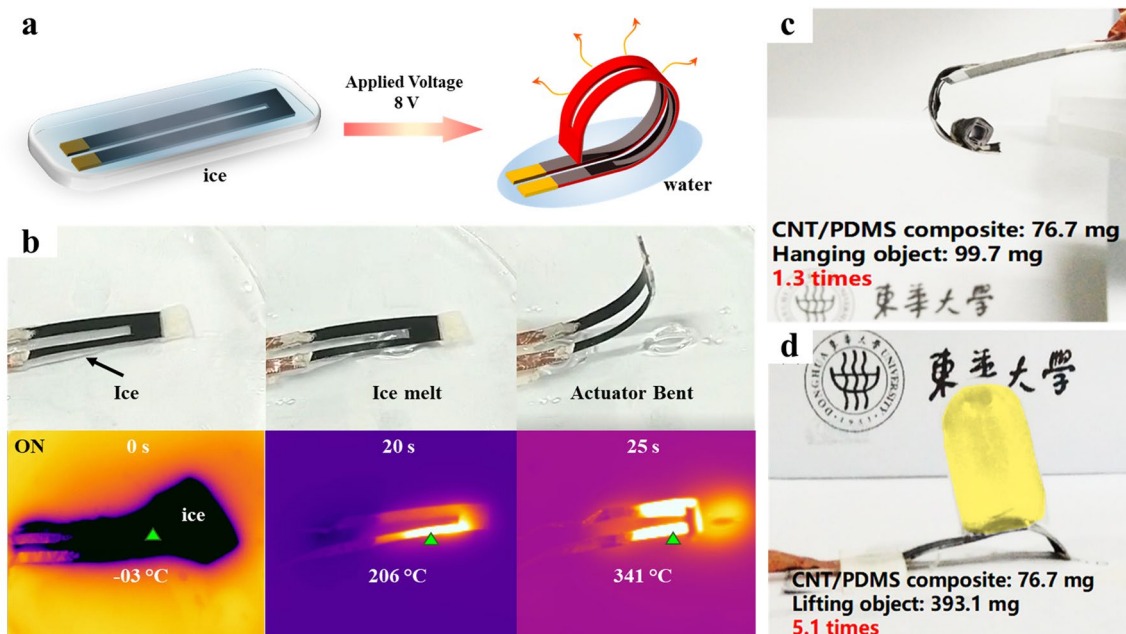 a
Applied Voltage
8 V
ice
water
b
Ice
Ice melt
Actuator Bent
ON
0 s
20 s
25 s
ice
-03 °C
206 °C
341 °C
c
CNT/PDMS composite: 76.7 mg
Hanging object: 99.7 mg
1.3 times
東華大學
d
DONGHUA UNIVERSITY
東華大學
CNT/PDMS composite: 76.7 mg
Lifting object: 393.1 mg
5.1 times